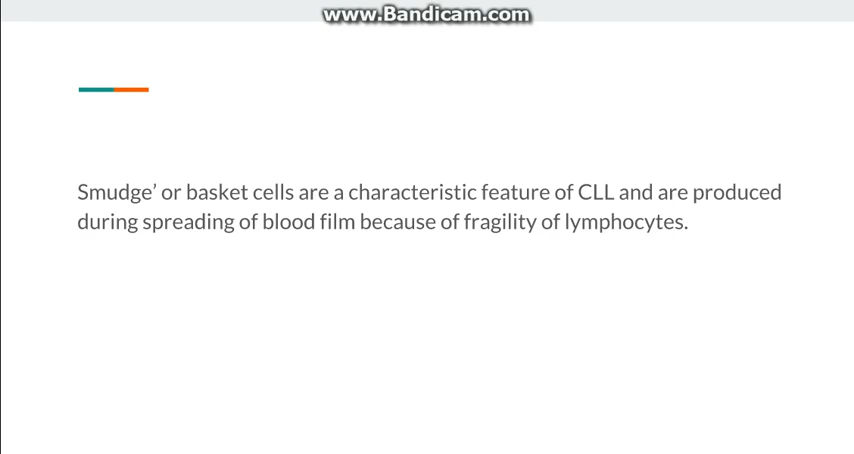 www.Bandicam.com
Smudge’ or basket cells are a characteristic feature of CLL and are produced
during spreading of blood film because of fragility of lymphocytes.